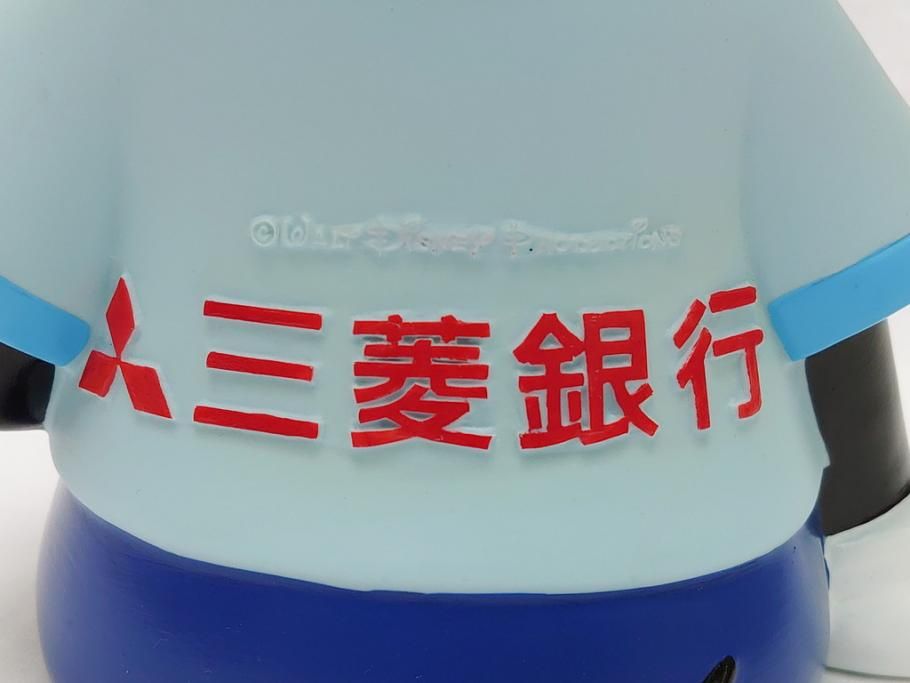 ©WALT DISNEY PRODUCTIONS
三菱銀行